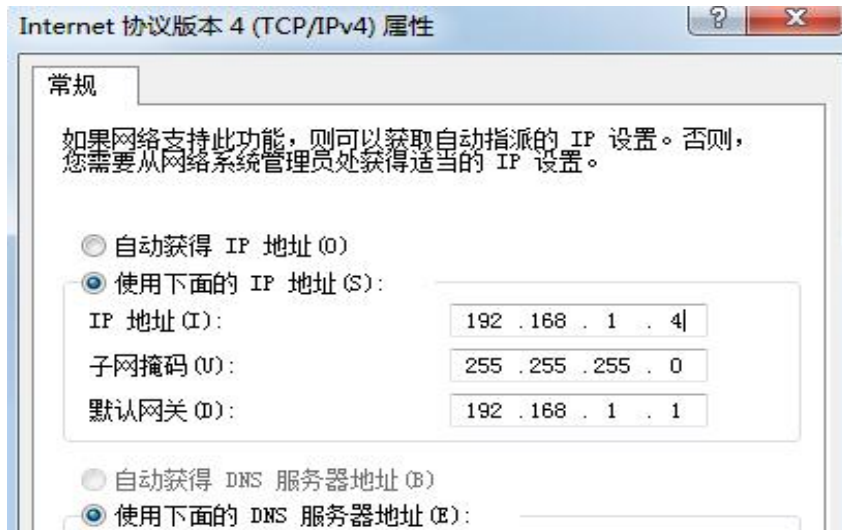 Internet 协议版本 4 (TCP/IPv4) 属性
?
X
常规
如果网络支持此功能，则可以获取自动指派的 IP 设置。否则，
您需要从网络系统管理员处获得适当的 IP 设置。
自动获得 IP 地址(O)
使用下面的 IP 地址(S):
IP 地址(I): 192 . 168 . 1 . 4
子网掩码(U): 255 . 255 . 255 . 0
默认网关(D): 192 . 168 . 1 . 1
自动获得 DNS 服务器地址(B)
使用下面的 DNS 服务器地址(E):